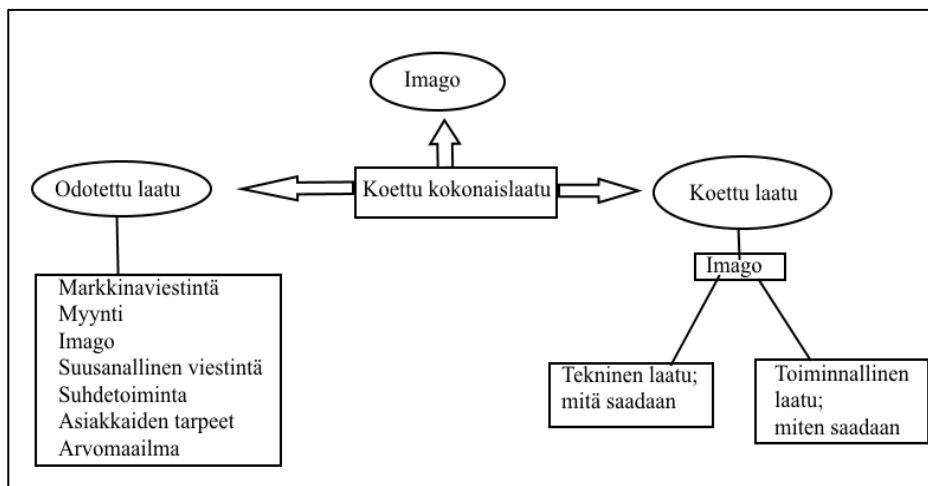 Imago
Odotettu laatu
Koettu kokonaislaatu
Koettu laatu
Imago
Markkinaviestintä
Myynti
Imago
Suusanallinen viestintä
Suhdetoiminta
Asiakkaiden tarpeet
Arvomaailma
Tekninen laatu;
mitä saadaan
Toiminnallinen
laatu;
miten saadaan